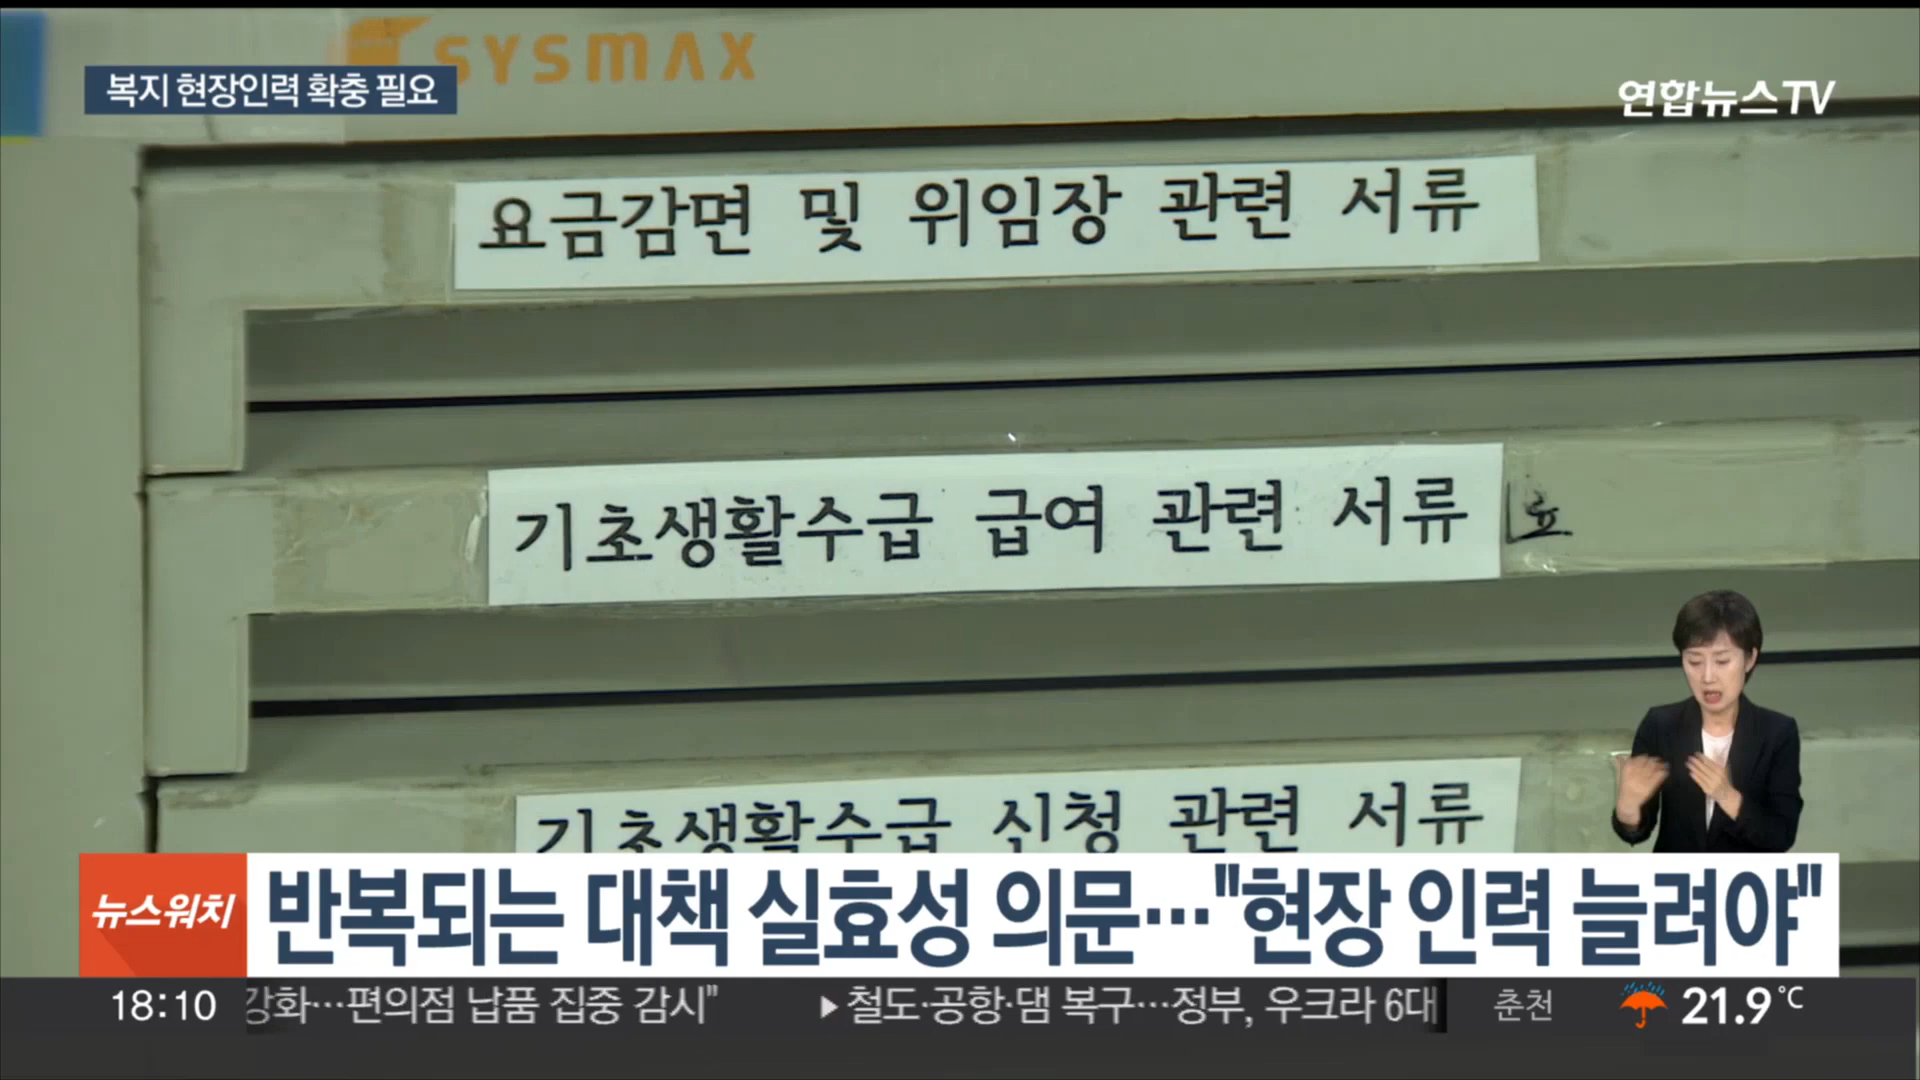 SYSMAX
복지 현장인력 확충 필요
연합뉴스TV
요금감면 및 위임장 관련 서류
기초생활수급 급여 관련 서류
기초생활수급 신청 관련 서류
뉴스워치
반복되는 대책 실효성 의문…"현장 인력 늘려야"
18:10 강화…편의점 납품 집중 감시" ▶철도·공항·댐 복구…정부, 우크라 6대 춘천 21.9℃